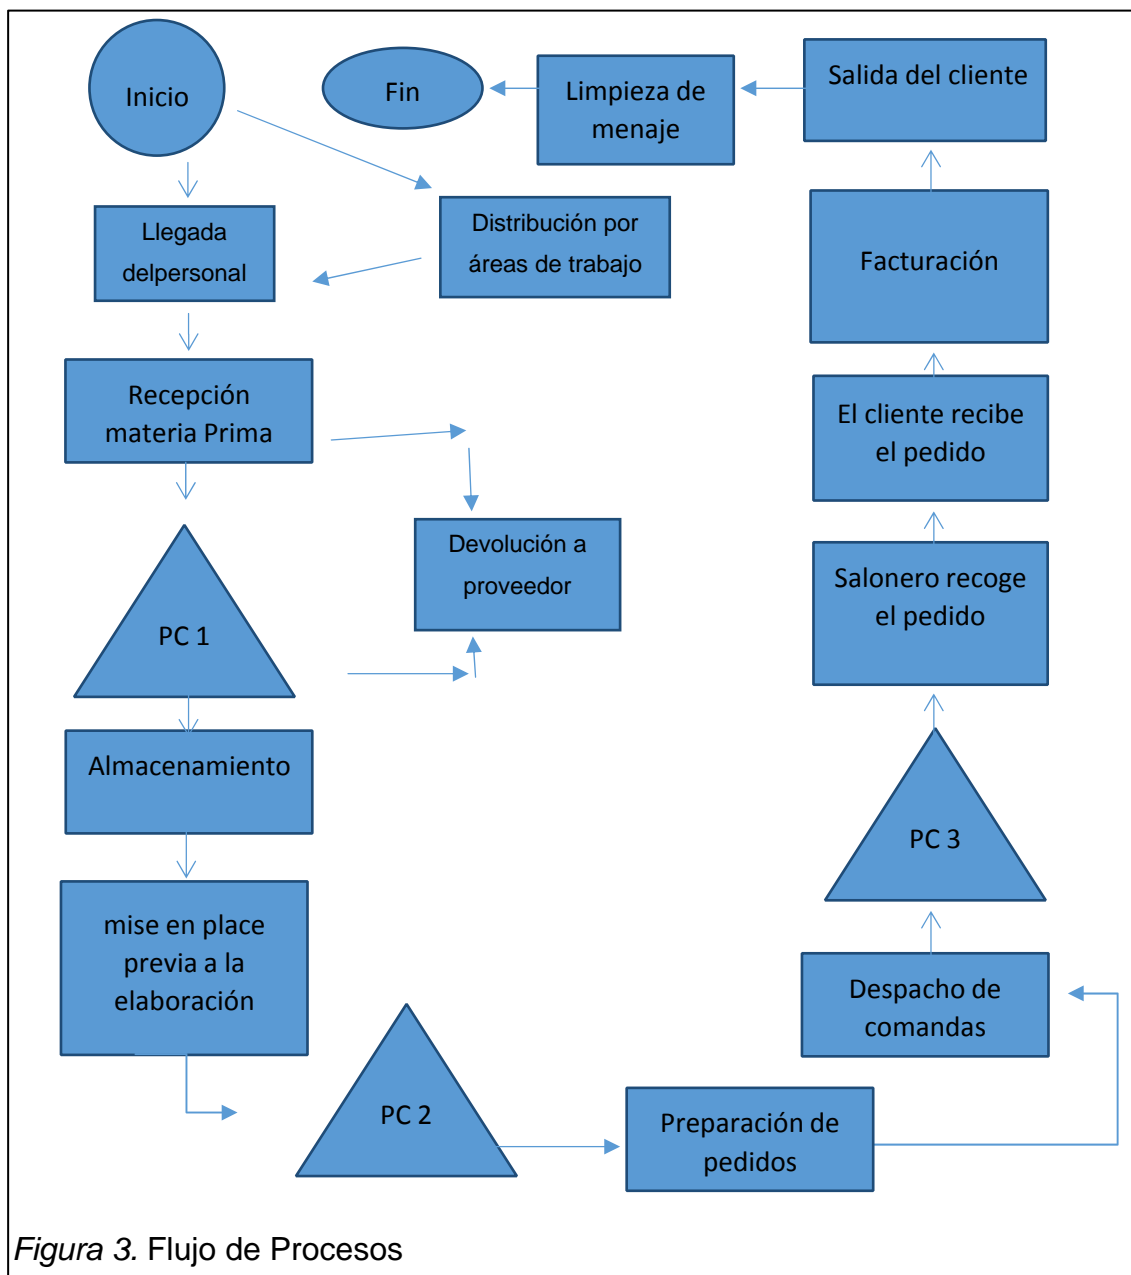 Inicio
Fin
Limpieza de
menaje
Salida del cliente
Llegada
delpersonal
Distribución por
áreas de trabajo
Facturación
Recepción
materia Prima
El cliente recibe
el pedido
Devolución a
proveedor
Salonero recoge
el pedido
PC 1
Almacenamiento
PC 3
mise en place
previa a la
elaboración
Despacho de
comandas
PC 2
Preparación de
pedidos
Figura 3. Flujo de Procesos